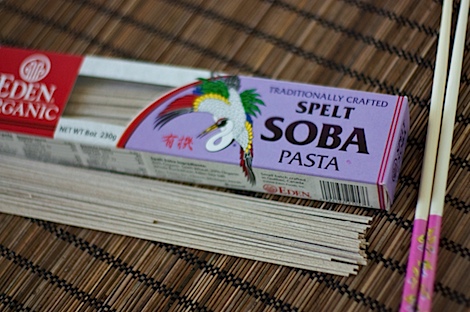 EDEN
ORGANIC
NET WT 8oz 230g
有機
TRADITIONALLY CRAFTED
SPELT
SOBA
PASTA
EDEN